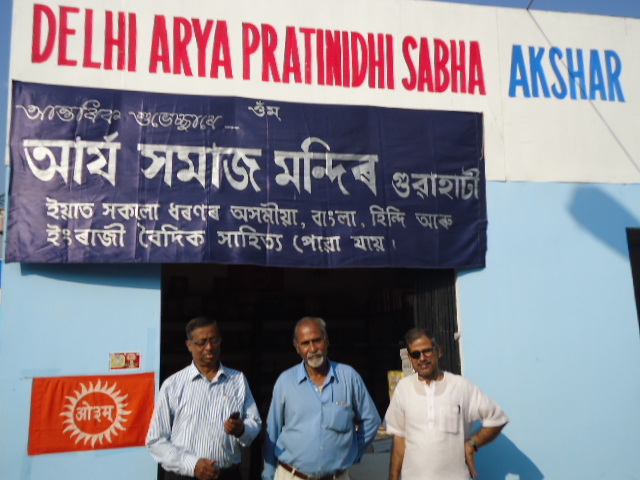 DELHI ARYA PRATINIDHI SABHA
AKSHAR
আন্তৰিক শুভেচ্ছাৰে...
ওঁম্
আৰ্য সমাজ মন্দিৰ গুৱাহাটী
ইয়াত সকলো ধৰণৰ অসমীয়া, বাংলা, হিন্দি আৰু
ইংৰাজী বৈদিক সাহিত্য পোৱা যায়।
ओ३म्